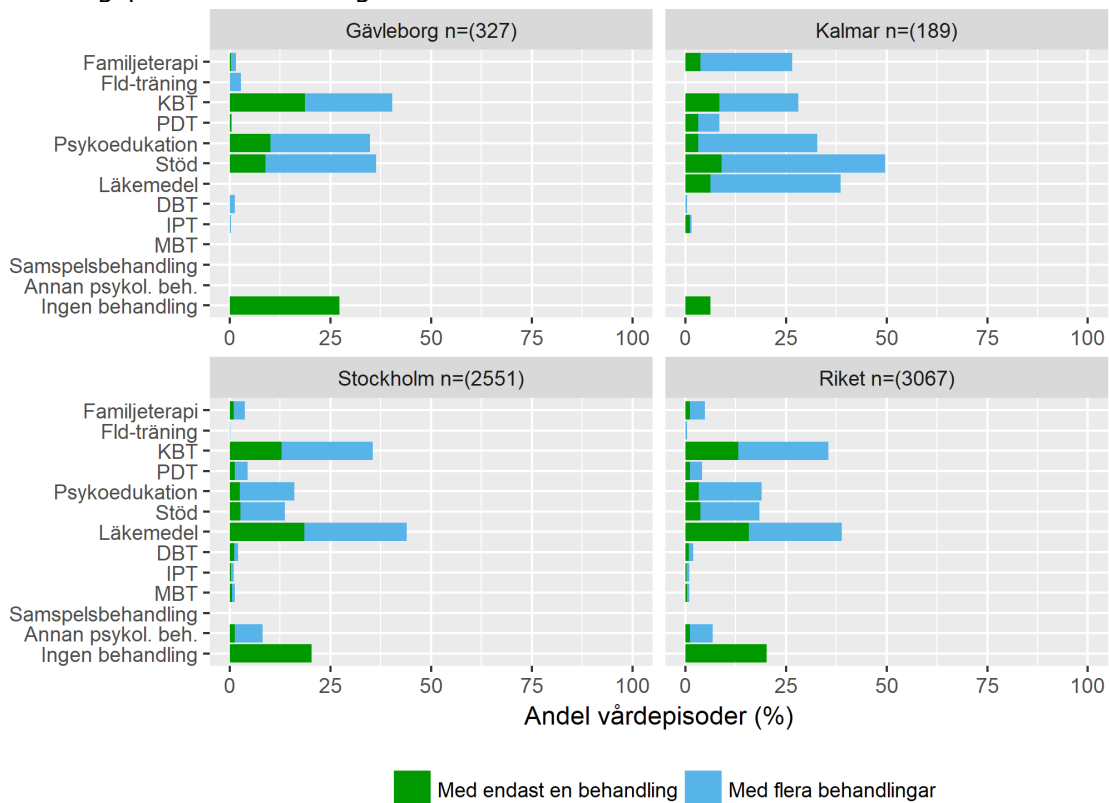 Gävleborg n=(327)
Kalmar n=(189)
Familjeterapi
Fld-träning
KBT
PDT
Psykoedukation
Stöd
Läkemedel
DBT
IPT
MBT
Samspelsbehandling
Annan psykol. beh.
Ingen behandling
0 25 50 75 100
0 25 50 75 100
Stockholm n=(2551)
Riket n=(3067)
Familjeterapi
Fld-träning
KBT
PDT
Psykoedukation
Stöd
Läkemedel
DBT
IPT
MBT
Samspelsbehandling
Annan psykol. beh.
Ingen behandling
0 25 50 75 100
0 25 50 75 100
Andel vårdepisoder (%)
Med endast en behandling
Med flera behandlingar